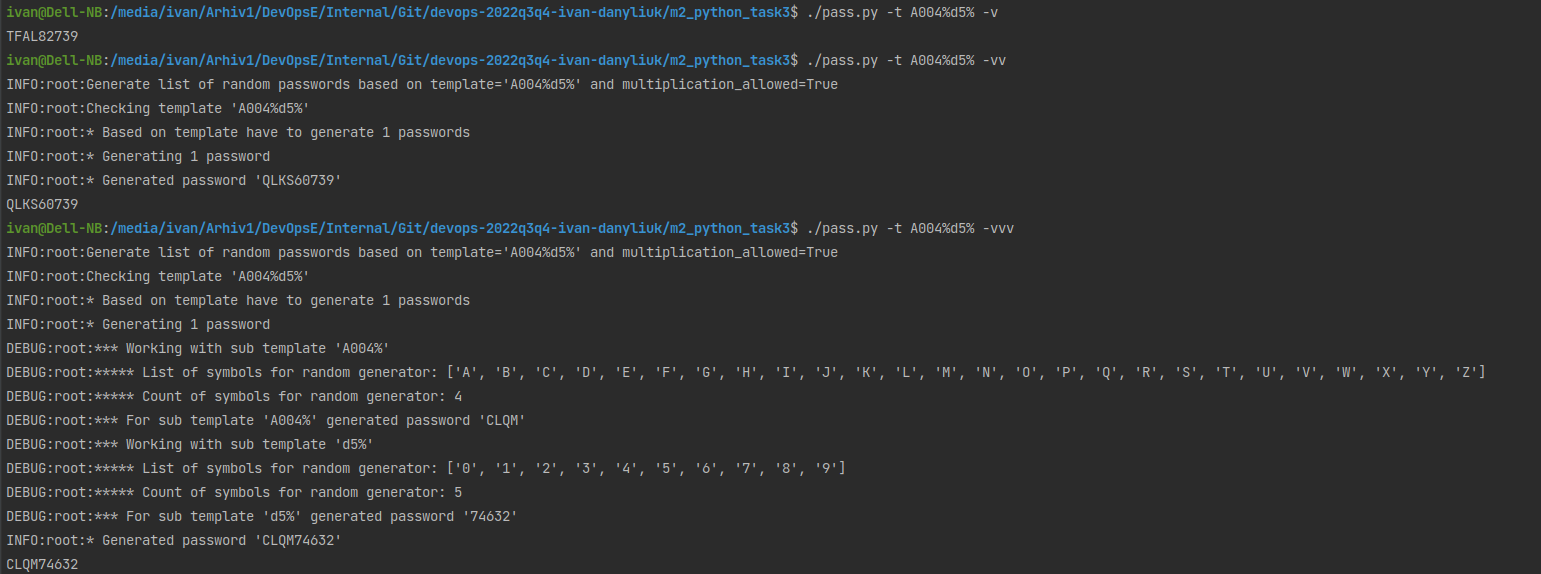 ivan@Dell-NB:/media/ivan/Arhiv1/DevOpsE/Internal/Git/devops-2022q3q4-ivan-danyliuk/m2_python_task3$ ./pass.py -t A004%d5% -v
TFAL82739
ivan@Dell-NB:/media/ivan/Arhiv1/DevOpsE/Internal/Git/devops-2022q3q4-ivan-danyliuk/m2_python_task3$ ./pass.py -t A004%d5% -vv
INFO:root:Generate list of random passwords based on template='A004%d5%' and multiplication_allowed=True
INFO:root:Checking template 'A004%d5%'
INFO:root:* Based on template have to generate 1 passwords
INFO:root:* Generating 1 password
INFO:root:* Generated password 'QLKS60739'
QLKS60739
ivan@Dell-NB:/media/ivan/Arhiv1/DevOpsE/Internal/Git/devops-2022q3q4-ivan-danyliuk/m2_python_task3$ ./pass.py -t A004%d5% -vvv
INFO:root:Generate list of random passwords based on template='A004%d5%' and multiplication_allowed=True
INFO:root:Checking template 'A004%d5%'
INFO:root:* Based on template have to generate 1 passwords
INFO:root:* Generating 1 password
DEBUG:root:*** Working with sub template 'A004%'
DEBUG:root:***** List of symbols for random generator: ['A', 'B', 'C', 'D', 'E', 'F', 'G', 'H', 'I', 'J', 'K', 'L', 'M', 'N', 'O', 'P', 'Q', 'R', 'S', 'T', 'U', 'V', 'W', 'X', 'Y', 'Z']
DEBUG:root:***** Count of symbols for random generator: 4
DEBUG:root:*** For sub template 'A004%' generated password 'CLQM'
DEBUG:root:*** Working with sub template 'd5%'
DEBUG:root:***** List of symbols for random generator: ['0', '1', '2', '3', '4', '5', '6', '7', '8', '9']
DEBUG:root:***** Count of symbols for random generator: 5
DEBUG:root:*** For sub template 'd5%' generated password '74632'
INFO:root:* Generated password 'CLQM74632'
CLQM74632